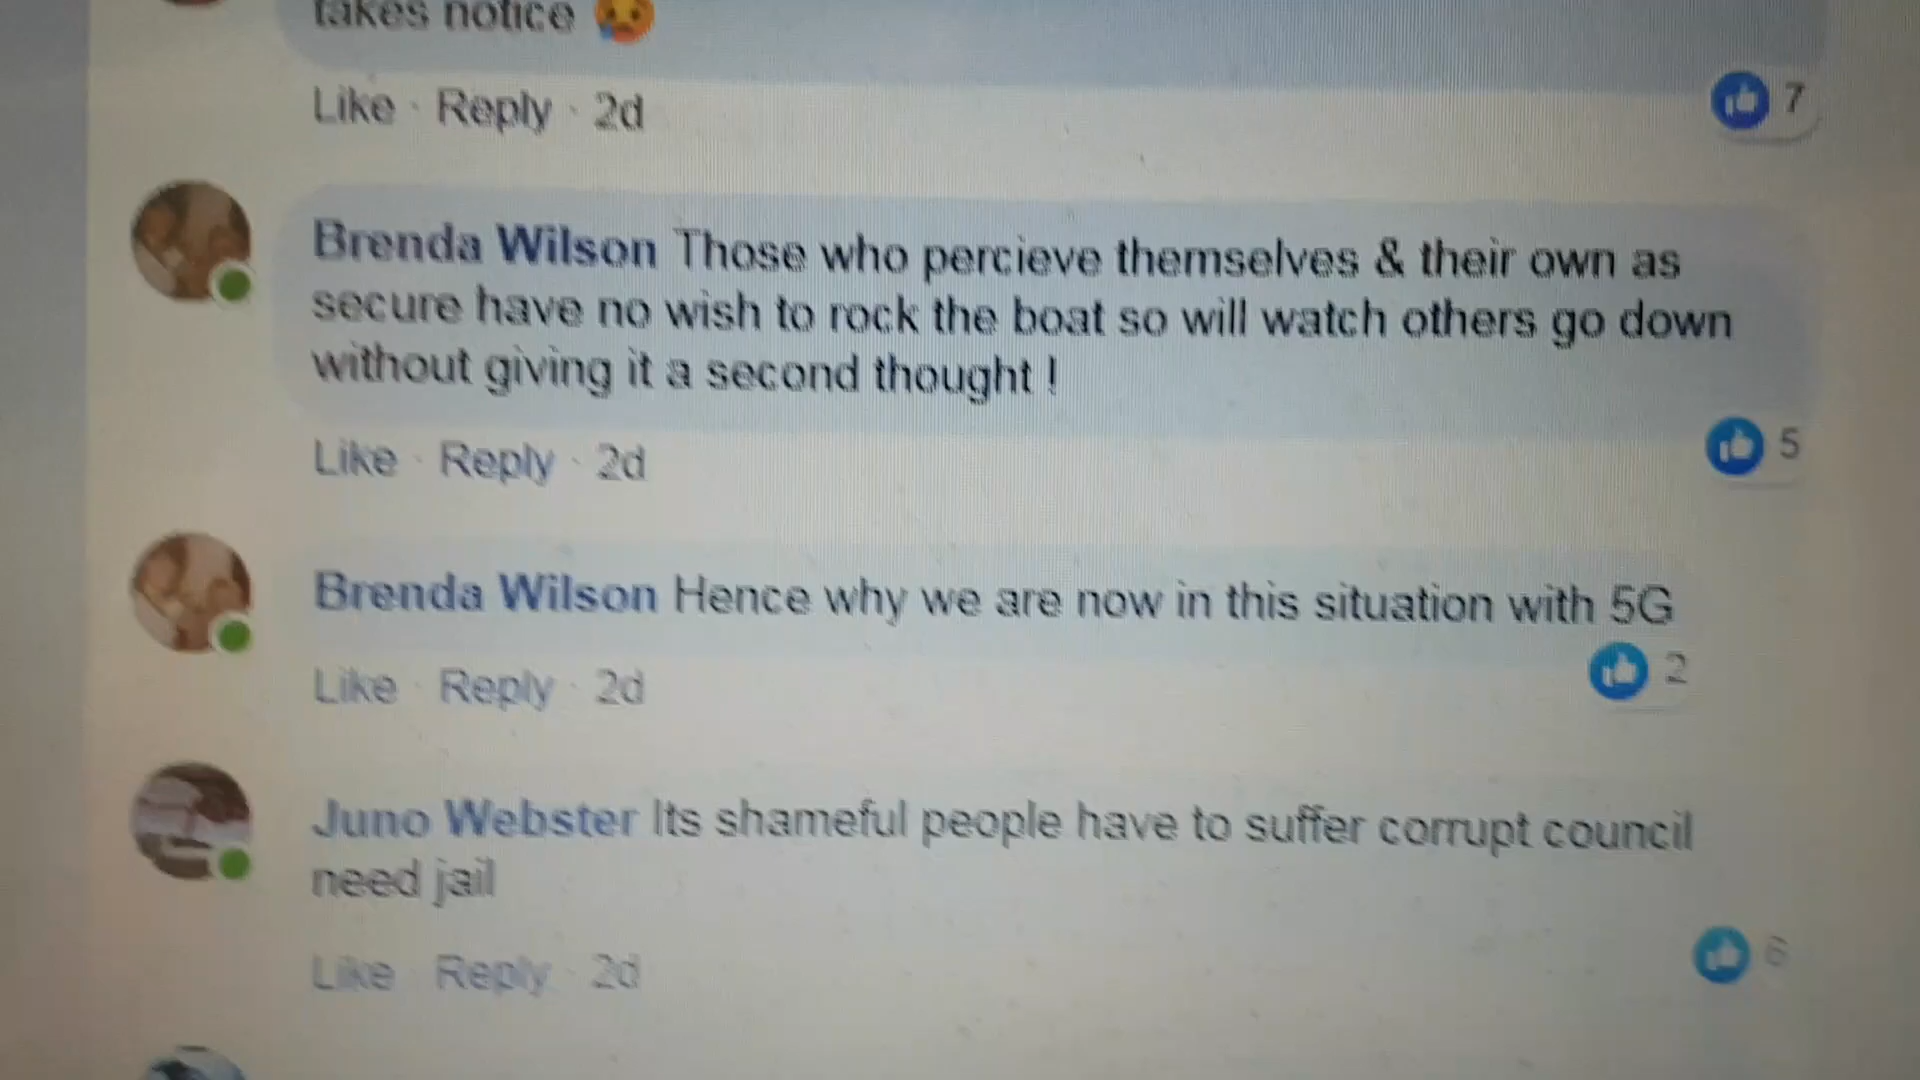 takes notice 😥
Like · Reply · 2d
7
Brenda Wilson Those who percieve themselves & their own as
secure have no wish to rock the boat so will watch others go down
without giving it a second thought !
Like · Reply · 2d
5
Brenda Wilson Hence why we are now in this situation with 5G
Like · Reply · 2d
2
Juno Webster Its shameful people have to suffer corrupt council
need jail
Like · Reply · 2d
6